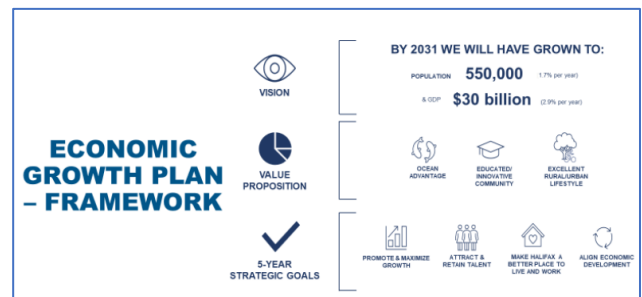 ECONOMIC
GROWTH PLAN
– FRAMEWORK
VISION
BY 2031 WE WILL HAVE GROWN TO:
POPULATION 550,000 1.7% per year)
& GDP $30 billion (2.9% per year)
VALUE
PROPOSITION
OCEAN
ADVANTAGE
EDUCATED/
INNOVATIVE
COMMUNITY
EXCELLENT
RURAL/URBAN
LIFESTYLE
5-YEAR
STRATEGIC GOALS
PROMOTE & MAXIMIZE
GROWTH
ATTRACT &
RETAIN TALENT
MAKE HALIFAX A
BETTER PLACE TO
LIVE AND WORK
ALIGN ECONOMIC
DEVELOPMENT